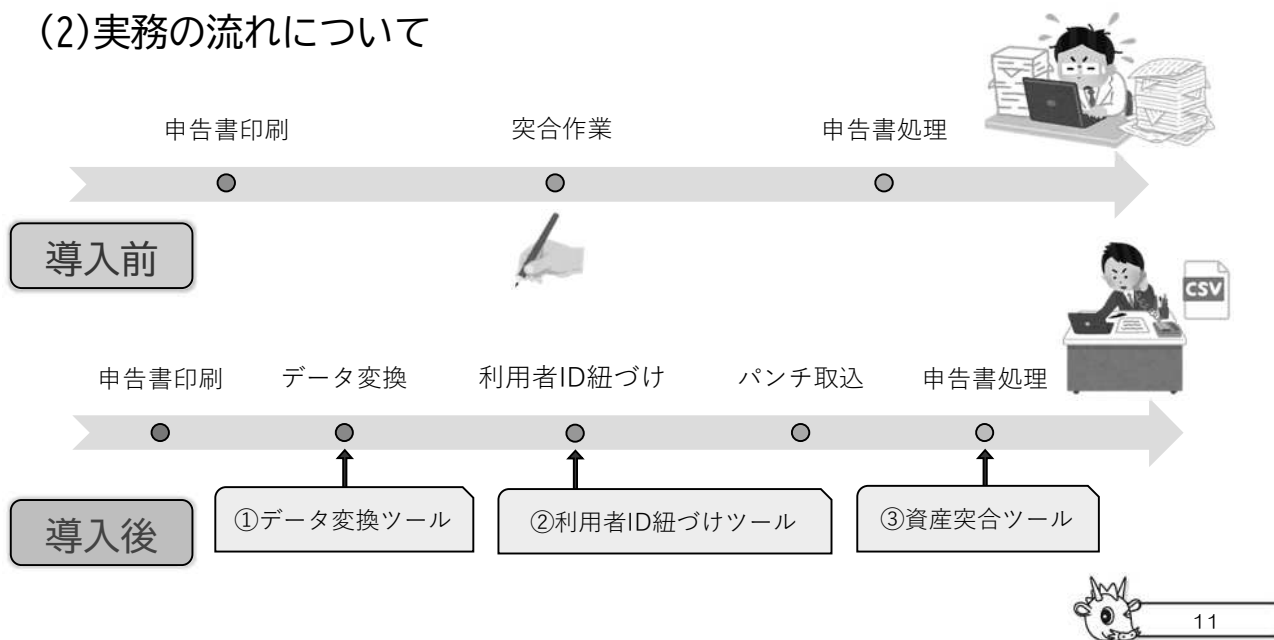 (2)実務の流れについて
申告書印刷
突合作業
申告書処理
導入前
CSV
申告書印刷
データ変換
利用者ID紐づけ
パンチ取込
申告書処理
①データ変換ツール
②利用者ID紐づけツール
③資産突合ツール
導入後
11